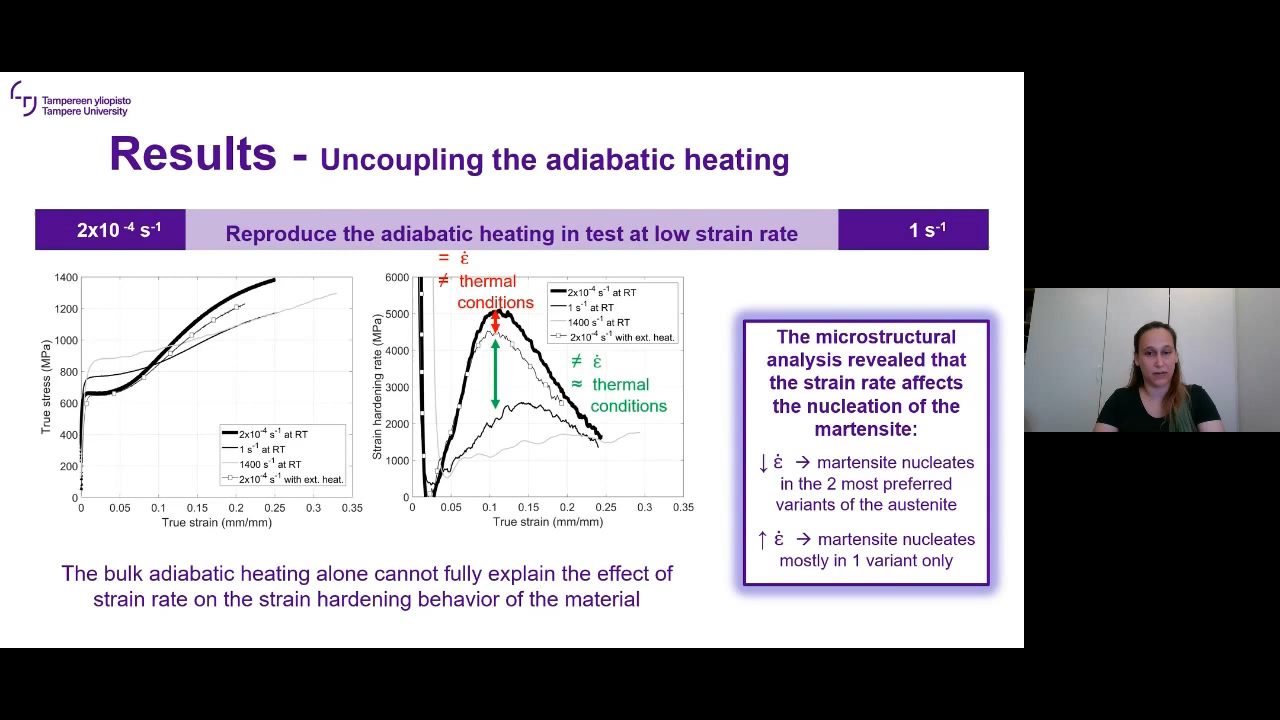 Tampereen yliopisto
Tampere University
Results - Uncoupling the adiabatic heating
2x10 -4 s-1
Reproduce the adiabatic heating in test at low strain rate
1 s-1
= ε̇
≠ thermal
conditions
1400
1200
1000
800
600
400
200
0
True stress (MPa)
2x10-4 s-1 at RT
1 s-1 at RT
1400 s-1 at RT
2x10-4 s-1 with ext. heat.
0 0.05 0.1 0.15 0.2 0.25 0.3 0.35
True strain (mm/mm)
6000
5000
4000
3000
2000
1000
0
Strain hardening rate (MPa)
2x10-4 s-1 at RT
1 s-1 at RT
1400 s-1 at RT
2x10-4 s-1 with ext. heat.
≠ ε̇
≈ thermal
conditions
0 0.05 0.1 0.15 0.2 0.25 0.3 0.35
True strain (mm/mm)
The microstructural
analysis revealed that
the strain rate affects
the nucleation of the
martensite:
↓ ε̇ → martensite nucleates
in the 2 most preferred
variants of the austenite
↑ ε̇ → martensite nucleates
mostly in 1 variant only
The bulk adiabatic heating alone cannot fully explain the effect of
strain rate on the strain hardening behavior of the material